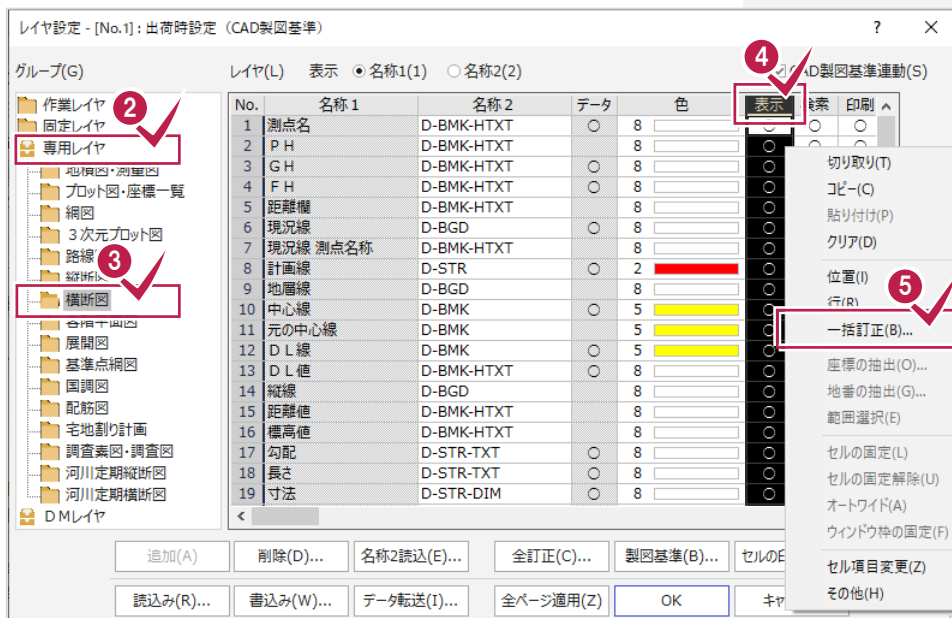 レイヤ設定 - [No.1] : 出荷時設定（CAD製図基準） ? ×
グループ(G) レイヤ(L) 表示 名称1(1) 名称2(2) CAD製図基準連動(S)
4
作業レイヤ
2
固定レイヤ
専用レイヤ
地積図・測量図
プロット図・座標一覧
網図
３次元プロット図
路線
3
縦断図
横断図
各階平面図
展開図
基準点網図
国調図
配筋図
宅地割り計画
調査素図・調査図
河川定期縦断図
河川定期横断図
ＤＭレイヤ
No. 名称１ 名称２ データ 色 表示 検索 印刷
1 測点名 D-BMK-HTXT ○ 8 ○ ○ ○
2 ＰＨ D-BMK-HTXT 8 ○
3 ＧＨ D-BMK-HTXT ○ 8 ○
4 ＦＨ D-BMK-HTXT ○ 8 ○
5 距離欄 D-BMK-HTXT 8 ○
6 現況線 D-BGD ○ 8 ○
7 現況線 測点名称 D-BMK-HTXT 8 ○
8 計画線 D-STR ○ 2 ○
9 地層線 D-BGD 8 ○
10 中心線 D-BMK ○ 5 ○
11 元の中心線 D-BMK 5 ○
12 ＤＬ線 D-BMK ○ 5 ○
13 ＤＬ値 D-BMK-HTXT ○ 8 ○
14 縦線 D-BGD 8 ○
15 距離値 D-BMK-HTXT 8 ○
16 標高値 D-BMK-HTXT 8 ○
17 勾配 D-STR-TXT ○ 8 ○
18 長さ D-STR-TXT ○ 8 ○
19 寸法 D-STR-DIM ○ 8 ○
切り取り(T)
コピー(C)
貼り付け(P)
クリア(D)
位置(I)
5
行(R)
一括訂正(B)...
座標の抽出(O)...
地番の抽出(G)...
範囲選択(E)
セルの固定(L)
セルの固定解除(U)
オートワイド(A)
ウィンドウ枠の固定(F)
セル項目変更(Z)
その他(H)
追加(A) 削除(D)... 名称2読込(E)... 全訂正(C)... 製図基準(B)... セルの
読込み(R)... 書込み(W)... データ転送(I)... 全ページ適用(Z) OK キャ